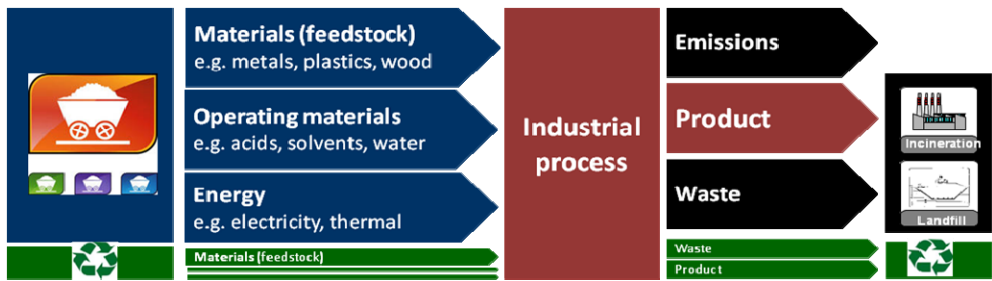 Materials (feedstock)
e.g. metals, plastics, wood
Operating materials
e.g. acids, solvents, water
Energy
e.g. electricity, thermal
Materials (feedstock)
Industrial
process
Emissions
Product
Waste
Waste
Product
Incineration
Landfill